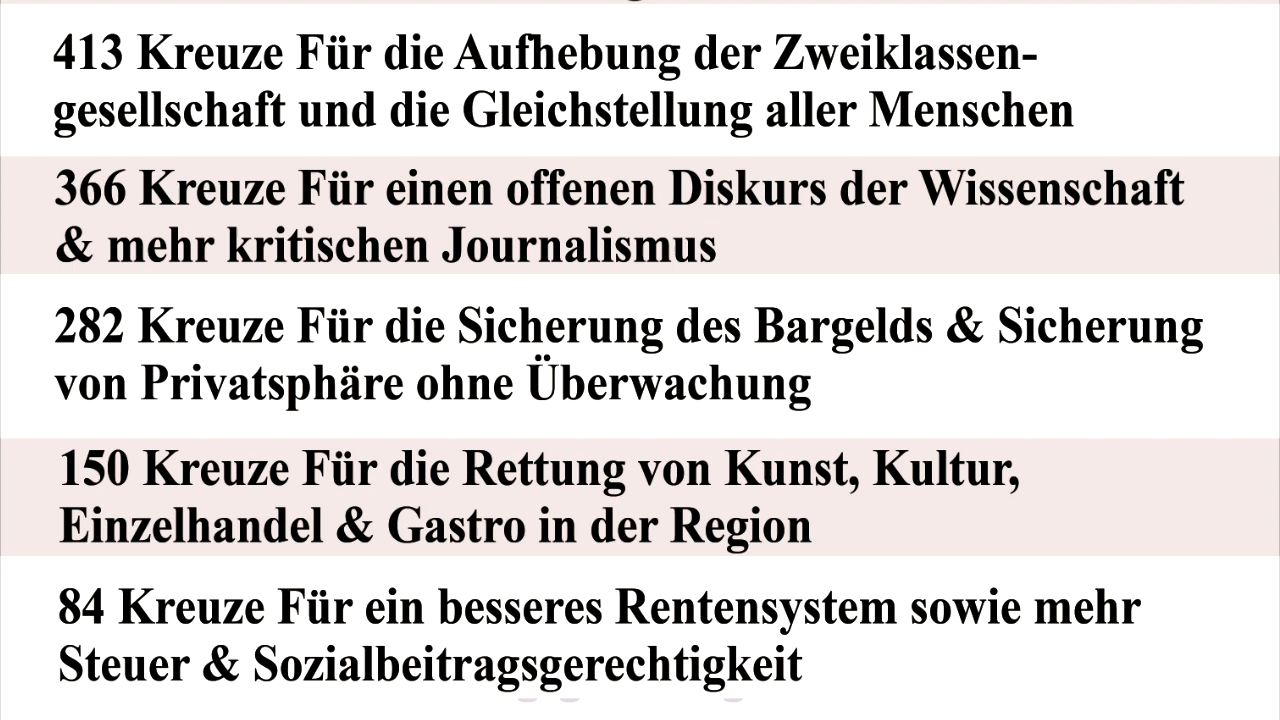 413 Kreuze Für die Aufhebung der Zweiklassen-
gesellschaft und die Gleichstellung aller Menschen
366 Kreuze Für einen offenen Diskurs der Wissenschaft
& mehr kritischen Journalismus
282 Kreuze Für die Sicherung des Bargelds & Sicherung
von Privatsphäre ohne Überwachung
150 Kreuze Für die Rettung von Kunst, Kultur,
Einzelhandel & Gastro in der Region
84 Kreuze Für ein besseres Rentensystem sowie mehr
Steuer & Sozialbeitragsgerechtigkeit